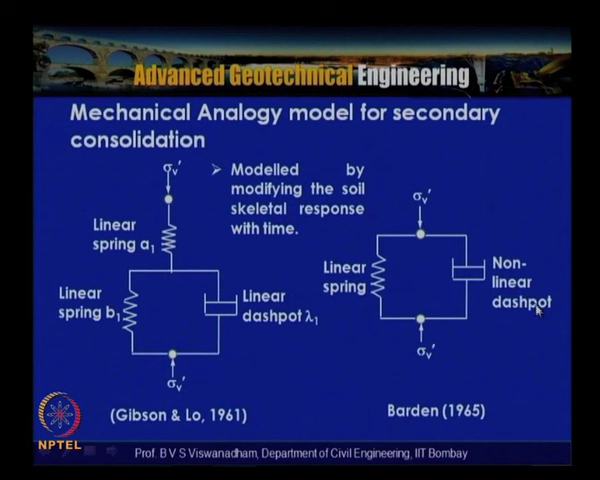 Advanced Geotechnical Engineering
Mechanical Analogy model for secondary
consolidation
σv'
➢ Modelled by
modifying the soil
skeletal response
with time.
Linear
spring a1
Linear
spring b1
Linear
dashpot λ1
σv'
(Gibson & Lo, 1961)
σv'
Linear
spring
Non-
linear
dashpot
σv'
Barden (1965)
NPTEL
Prof. B V S Viswanadham, Department of Civil Engineering, IIT Bombay